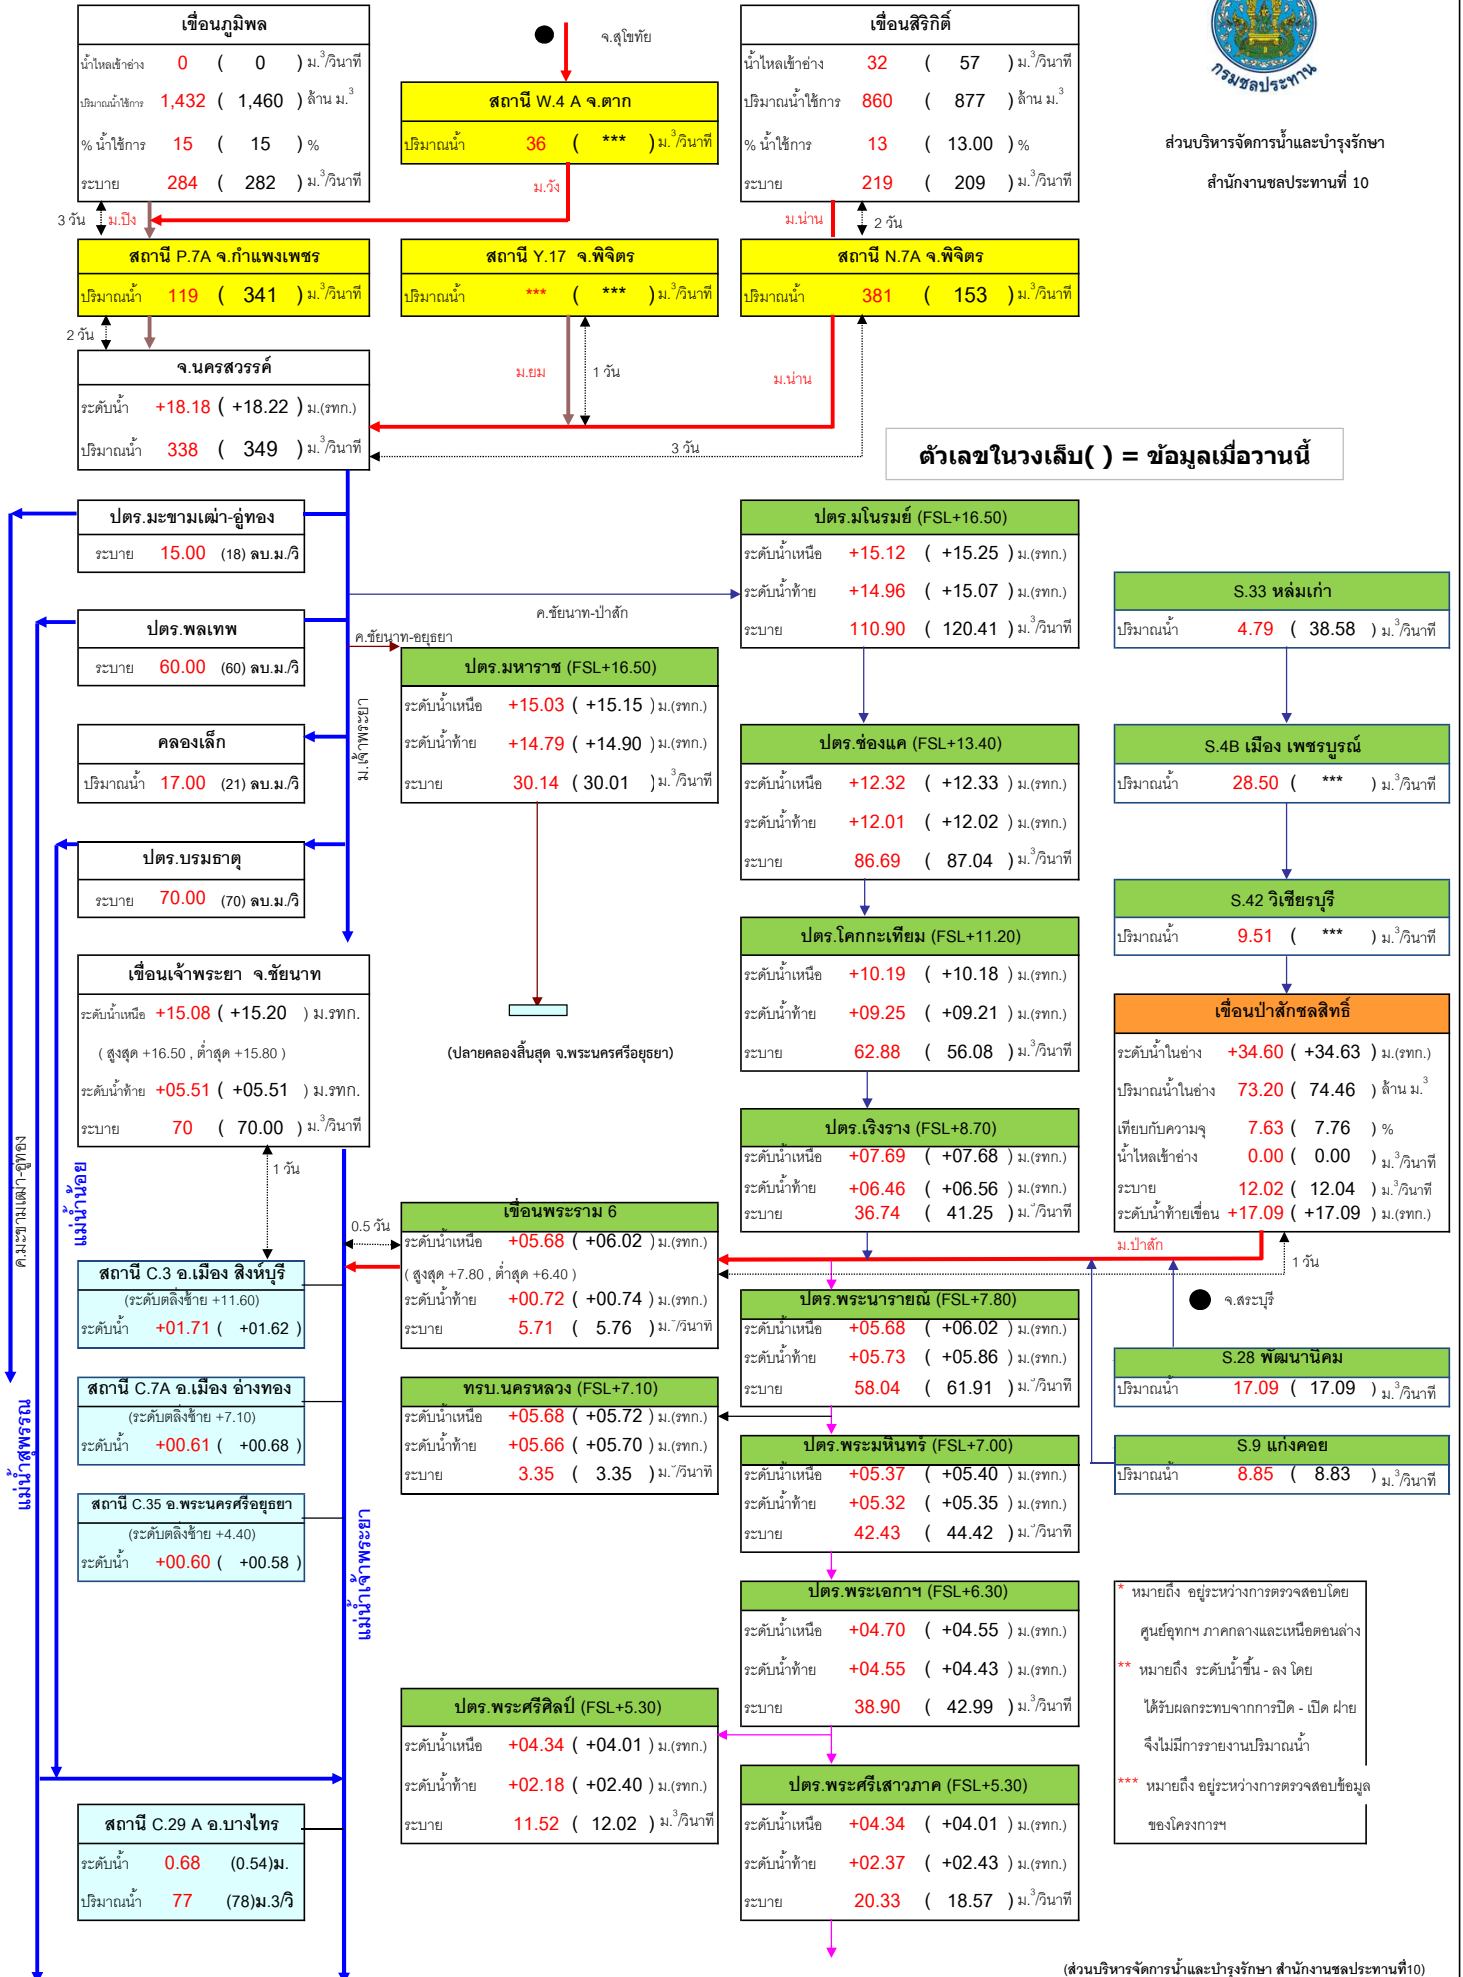 เขื่อนภูมิพล
น้ำไหลเข้าอ่าง 0 ( 0 ) ม.³/วินาที
ปริมาณน้ำใช้การ 1,432 ( 1,460 ) ล้าน ม.³
% น้ำใช้การ 15 ( 15 ) %
ระบาย 284 ( 282 ) ม.³/วินาที
จ.สุโขทัย
สถานี W.4 A จ.ตาก
ปริมาณน้ำ 36 ( *** ) ม.³/วินาที
เขื่อนสิริกิติ์
น้ำไหลเข้าอ่าง 32 ( 57 ) ม.³/วินาที
ปริมาณน้ำใช้การ 860 ( 877 ) ล้าน ม.³
% น้ำใช้การ 13 ( 13.00 ) %
ระบาย 219 ( 209 ) ม.³/วินาที
กรมชลประทาน
ส่วนบริหารจัดการน้ำและบำรุงรักษา
สำนักงานชลประทานที่ 10
3 วัน ม.ปิง
ม.วัง
ม.น่าน
2 วัน
สถานี P.7A จ.กำแพงเพชร
ปริมาณน้ำ 119 ( 341 ) ม.³/วินาที
สถานี Y.17 จ.พิจิตร
ปริมาณน้ำ *** ( *** ) ม.³/วินาที
สถานี N.7A จ.พิจิตร
ปริมาณน้ำ 381 ( 153 ) ม.³/วินาที
2 วัน
ม.ยม
1 วัน
ม.น่าน
จ.นครสวรรค์
ระดับน้ำ +18.18 ( +18.22 ) ม.(รทก.)
ปริมาณน้ำ 338 ( 349 ) ม.³/วินาที
3 วัน
ตัวเลขในวงเล็บ( ) = ข้อมูลเมื่อวานนี้
ปตร.มะขามเฒ่า-อู่ทอง
ระบาย 15.00 (18) ลบ.ม./วิ
ปตร.พลเทพ
ระบาย 60.00 (60) ลบ.ม./วิ
คลองเล็ก
ปริมาณน้ำ 17.00 (21) ลบ.ม./วิ
ปตร.บรมธาตุ
ระบาย 70.00 (70) ลบ.ม./วิ
ม.เจ้าพระยา
ค.ชัยนาท-ป่าสัก
ค.ชัยนาท-อยุธยา
ปตร.มหาราช (FSL+16.50)
ระดับน้ำเหนือ +15.03 ( +15.15 ) ม.(รทก.)
ระดับน้ำท้าย +14.79 ( +14.90 ) ม.(รทก.)
ระบาย 30.14 ( 30.01 ) ม.³/วินาที
(ปลายคลองสิ้นสุด จ.พระนครศรีอยุธยา)
ปตร.มโนรมย์ (FSL+16.50)
ระดับน้ำเหนือ +15.12 ( +15.25 ) ม.(รทก.)
ระดับน้ำท้าย +14.96 ( +15.07 ) ม.(รทก.)
ระบาย 110.90 ( 120.41 ) ม.³/วินาที
ปตร.ช่องแค (FSL+13.40)
ระดับน้ำเหนือ +12.32 ( +12.33 ) ม.(รทก.)
ระดับน้ำท้าย +12.01 ( +12.02 ) ม.(รทก.)
ระบาย 86.69 ( 87.04 ) ม.³/วินาที
ปตร.โคกกะเทียม (FSL+11.20)
ระดับน้ำเหนือ +10.19 ( +10.18 ) ม.(รทก.)
ระดับน้ำท้าย +09.25 ( +09.21 ) ม.(รทก.)
ระบาย 62.88 ( 56.08 ) ม.³/วินาที
ปตร.เริงราง (FSL+8.70)
ระดับน้ำเหนือ +07.69 ( +07.68 ) ม.(รทก.)
ระดับน้ำท้าย +06.46 ( +06.56 ) ม.(รทก.)
ระบาย 36.74 ( 41.25 ) ม.³/วินาที
S.33 หล่มเก่า
ปริมาณน้ำ 4.79 ( 38.58 ) ม.³/วินาที
S.4B เมือง เพชรบูรณ์
ปริมาณน้ำ 28.50 ( *** ) ม.³/วินาที
S.42 วิเชียรบุรี
ปริมาณน้ำ 9.51 ( *** ) ม.³/วินาที
เขื่อนป่าสักชลสิทธิ์
ระดับน้ำในอ่าง +34.60 ( +34.63 ) ม.(รทก.)
ปริมาณน้ำในอ่าง 73.20 ( 74.46 ) ล้าน ม.³
เทียบกับความจุ 7.63 ( 7.76 ) %
น้ำไหลเข้าอ่าง 0.00 ( 0.00 ) ม.³/วินาที
ระบาย 12.02 ( 12.04 ) ม.³/วินาที
ระดับน้ำท้ายเขื่อน +17.09 ( +17.09 ) ม.(รทก.)
ม.ป่าสัก
1 วัน
จ.สระบุรี
เขื่อนเจ้าพระยา จ.ชัยนาท
ระดับน้ำเหนือ +15.08 ( +15.20 ) ม.รทก.
( สูงสุด +16.50 , ต่ำสุด +15.80 )
ระดับน้ำท้าย +05.51 ( +05.51 ) ม.รทก.
ระบาย 70 ( 70.00 ) ม.³/วินาที
1 วัน
0.5 วัน
ค.มะขามเฒ่า-อู่ทอง
แม่น้ำน้อย
แม่น้ำสุพรรณ
แม่น้ำเจ้าพระยา
เขื่อนพระราม 6
ระดับน้ำเหนือ +05.68 ( +06.02 ) ม.(รทก.)
( สูงสุด +7.80 , ต่ำสุด +6.40 )
ระดับน้ำท้าย +00.72 ( +00.74 ) ม.(รทก.)
ระบาย 5.71 ( 5.76 ) ม.³/วินาที
สถานี C.3 อ.เมือง สิงห์บุรี
(ระดับตลิ่งซ้าย +11.60)
ระดับน้ำ +01.71 ( +01.62 )
สถานี C.7A อ.เมือง อ่างทอง
(ระดับตลิ่งซ้าย +7.10)
ระดับน้ำ +00.61 ( +00.68 )
สถานี C.35 อ.พระนครศรีอยุธยา
(ระดับตลิ่งซ้าย +4.40)
ระดับน้ำ +00.60 ( +00.58 )
ทรบ.นครหลวง (FSL+7.10)
ระดับน้ำเหนือ +05.68 ( +05.72 ) ม.(รทก.)
ระดับน้ำท้าย +05.66 ( +05.70 ) ม.(รทก.)
ระบาย 3.35 ( 3.35 ) ม.³/วินาที
ปตร.พระนารายณ์ (FSL+7.80)
ระดับน้ำเหนือ +05.68 ( +06.02 ) ม.(รทก.)
ระดับน้ำท้าย +05.73 ( +05.86 ) ม.(รทก.)
ระบาย 58.04 ( 61.91 ) ม.³/วินาที
ปตร.พระมหินทร์ (FSL+7.00)
ระดับน้ำเหนือ +05.37 ( +05.40 ) ม.(รทก.)
ระดับน้ำท้าย +05.32 ( +05.35 ) ม.(รทก.)
ระบาย 42.43 ( 44.42 ) ม.³/วินาที
S.28 พัฒนานิคม
ปริมาณน้ำ 17.09 ( 17.09 ) ม.³/วินาที
S.9 แก่งคอย
ปริมาณน้ำ 8.85 ( 8.83 ) ม.³/วินาที
ปตร.พระเอกาฯ (FSL+6.30)
ระดับน้ำเหนือ +04.70 ( +04.55 ) ม.(รทก.)
ระดับน้ำท้าย +04.55 ( +04.43 ) ม.(รทก.)
ระบาย 38.90 ( 42.99 ) ม.³/วินาที
ปตร.พระศรีศิลป์ (FSL+5.30)
ระดับน้ำเหนือ +04.34 ( +04.01 ) ม.(รทก.)
ระดับน้ำท้าย +02.18 ( +02.40 ) ม.(รทก.)
ระบาย 11.52 ( 12.02 ) ม.³/วินาที
ปตร.พระศรีเสาวภาค (FSL+5.30)
ระดับน้ำเหนือ +04.34 ( +04.01 ) ม.(รทก.)
ระดับน้ำท้าย +02.37 ( +02.43 ) ม.(รทก.)
ระบาย 20.33 ( 18.57 ) ม.³/วินาที
* หมายถึง อยู่ระหว่างการตรวจสอบโดย
ศูนย์อุทกฯ ภาคกลางและเหนือตอนล่าง
** หมายถึง ระดับน้ำขึ้น - ลง โดย
ได้รับผลกระทบจากการปิด - เปิด ฝาย
จึงไม่มีการรายงานปริมาณน้ำ
*** หมายถึง อยู่ระหว่างการตรวจสอบข้อมูล
ของโครงการฯ
สถานี C.29 A อ.บางไทร
ระดับน้ำ 0.68 (0.54)ม.
ปริมาณน้ำ 77 (78)ม.3/วิ
(ส่วนบริหารจัดการน้ำและบำรุงรักษา สำนักงานชลประทานที่10)